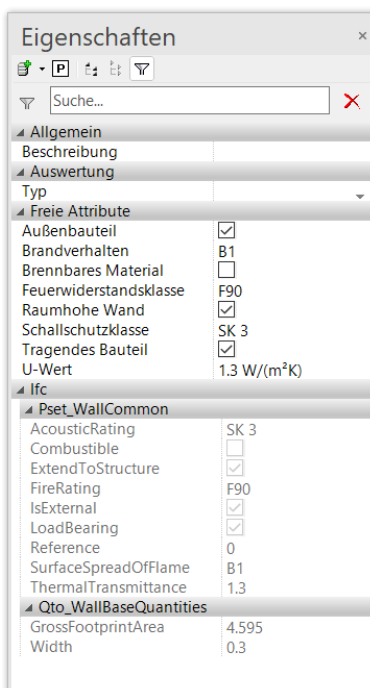 Eigenschaften
P
Suche...
Allgemein
Beschreibung
Auswertung
Typ
Freie Attribute
Außenbauteil
Brandverhalten B1
Brennbares Material
Feuerwiderstandsklasse F90
Raumhohe Wand
Schallschutzklasse SK 3
Tragendes Bauteil
U-Wert 1.3 W/(m²K)
Ifc
Pset_WallCommon
AcousticRating SK 3
Combustible
ExtendToStructure
FireRating F90
IsExternal
LoadBearing
Reference 0
SurfaceSpreadOfFlame B1
ThermalTransmittance 1.3
Qto_WallBaseQuantities
GrossFootprintArea 4.595
Width 0.3